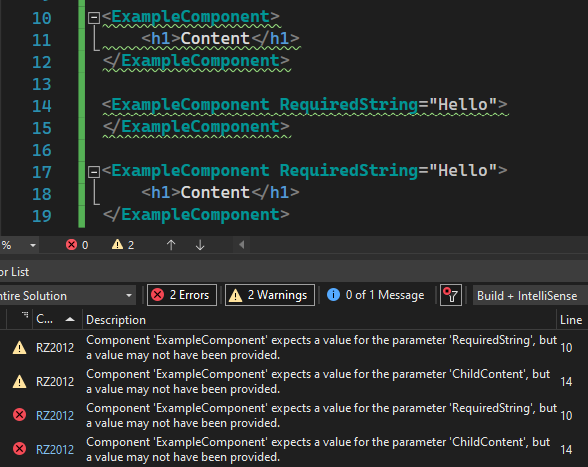 10 <ExampleComponent>
11 <h1>Content</h1>
12 </ExampleComponent>
13
14 <ExampleComponent RequiredString="Hello">
15 </ExampleComponent>
16
17 <ExampleComponent RequiredString="Hello">
18 <h1>Content</h1>
19 </ExampleComponent>
% 0 2
or List
ntire Solution 2 Errors 2 Warnings 0 of 1 Message Build + IntelliSense
C... Description Line
RZ2012 Component 'ExampleComponent' expects a value for the parameter 'RequiredString', but 10
a value may not have been provided.
RZ2012 Component 'ExampleComponent' expects a value for the parameter 'ChildContent', but 14
a value may not have been provided.
RZ2012 Component 'ExampleComponent' expects a value for the parameter 'RequiredString', but 10
a value may not have been provided.
RZ2012 Component 'ExampleComponent' expects a value for the parameter 'ChildContent', but 14
a value may not have been provided.